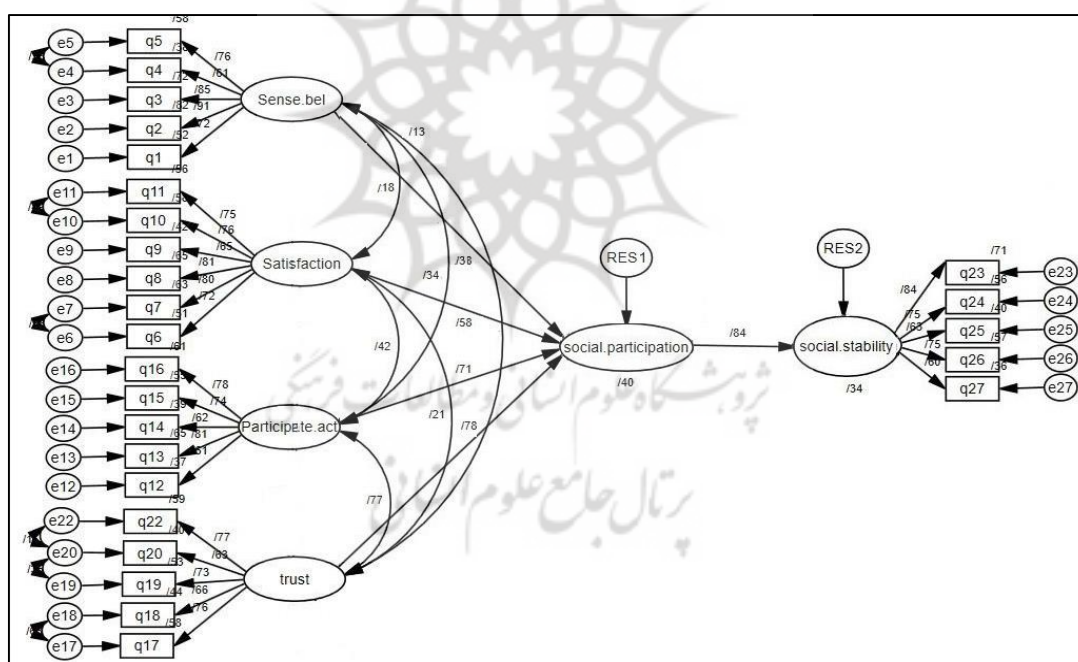 /58
e5 q5 /76
e4 q4 /61
/72
e3 q3 /85
/82 /91
e2 q2 /72
/52
e1 q1
/56
Sense.bel
e11 q11 /75
e10 q10 /76
/42
e9 q9 /65
/65
e8 q8 /81
/63 /80
e7 q7 /72
/51
e6 q6
/61
Satisfaction
e16 q16 /78
e15 q15 /74
/39
e14 q14 /62
/65 /81
e13 q13
/37
e12 q12
/59
Participate.act
e22 q22 /77
/40
e20 q20 /63
/53
e19 q19 /73
/44 /66
e18 q18 /76
/58
e17 q17
trust
/13
/18
/34
/38
/58
/42
/71
/21
/78
/77
RES1
social.participation
/40
/84
RES2
social.stability
/34
/71
/84 q23 e23
/56
/75 q24 e24
/40
/63 q25 e25
/57
/75 q26 e26
/36
/60 q27 e27
پژوهشگاه علوم انسانی و مطالعات فرهنگی
پرتال جامع علوم انسانی